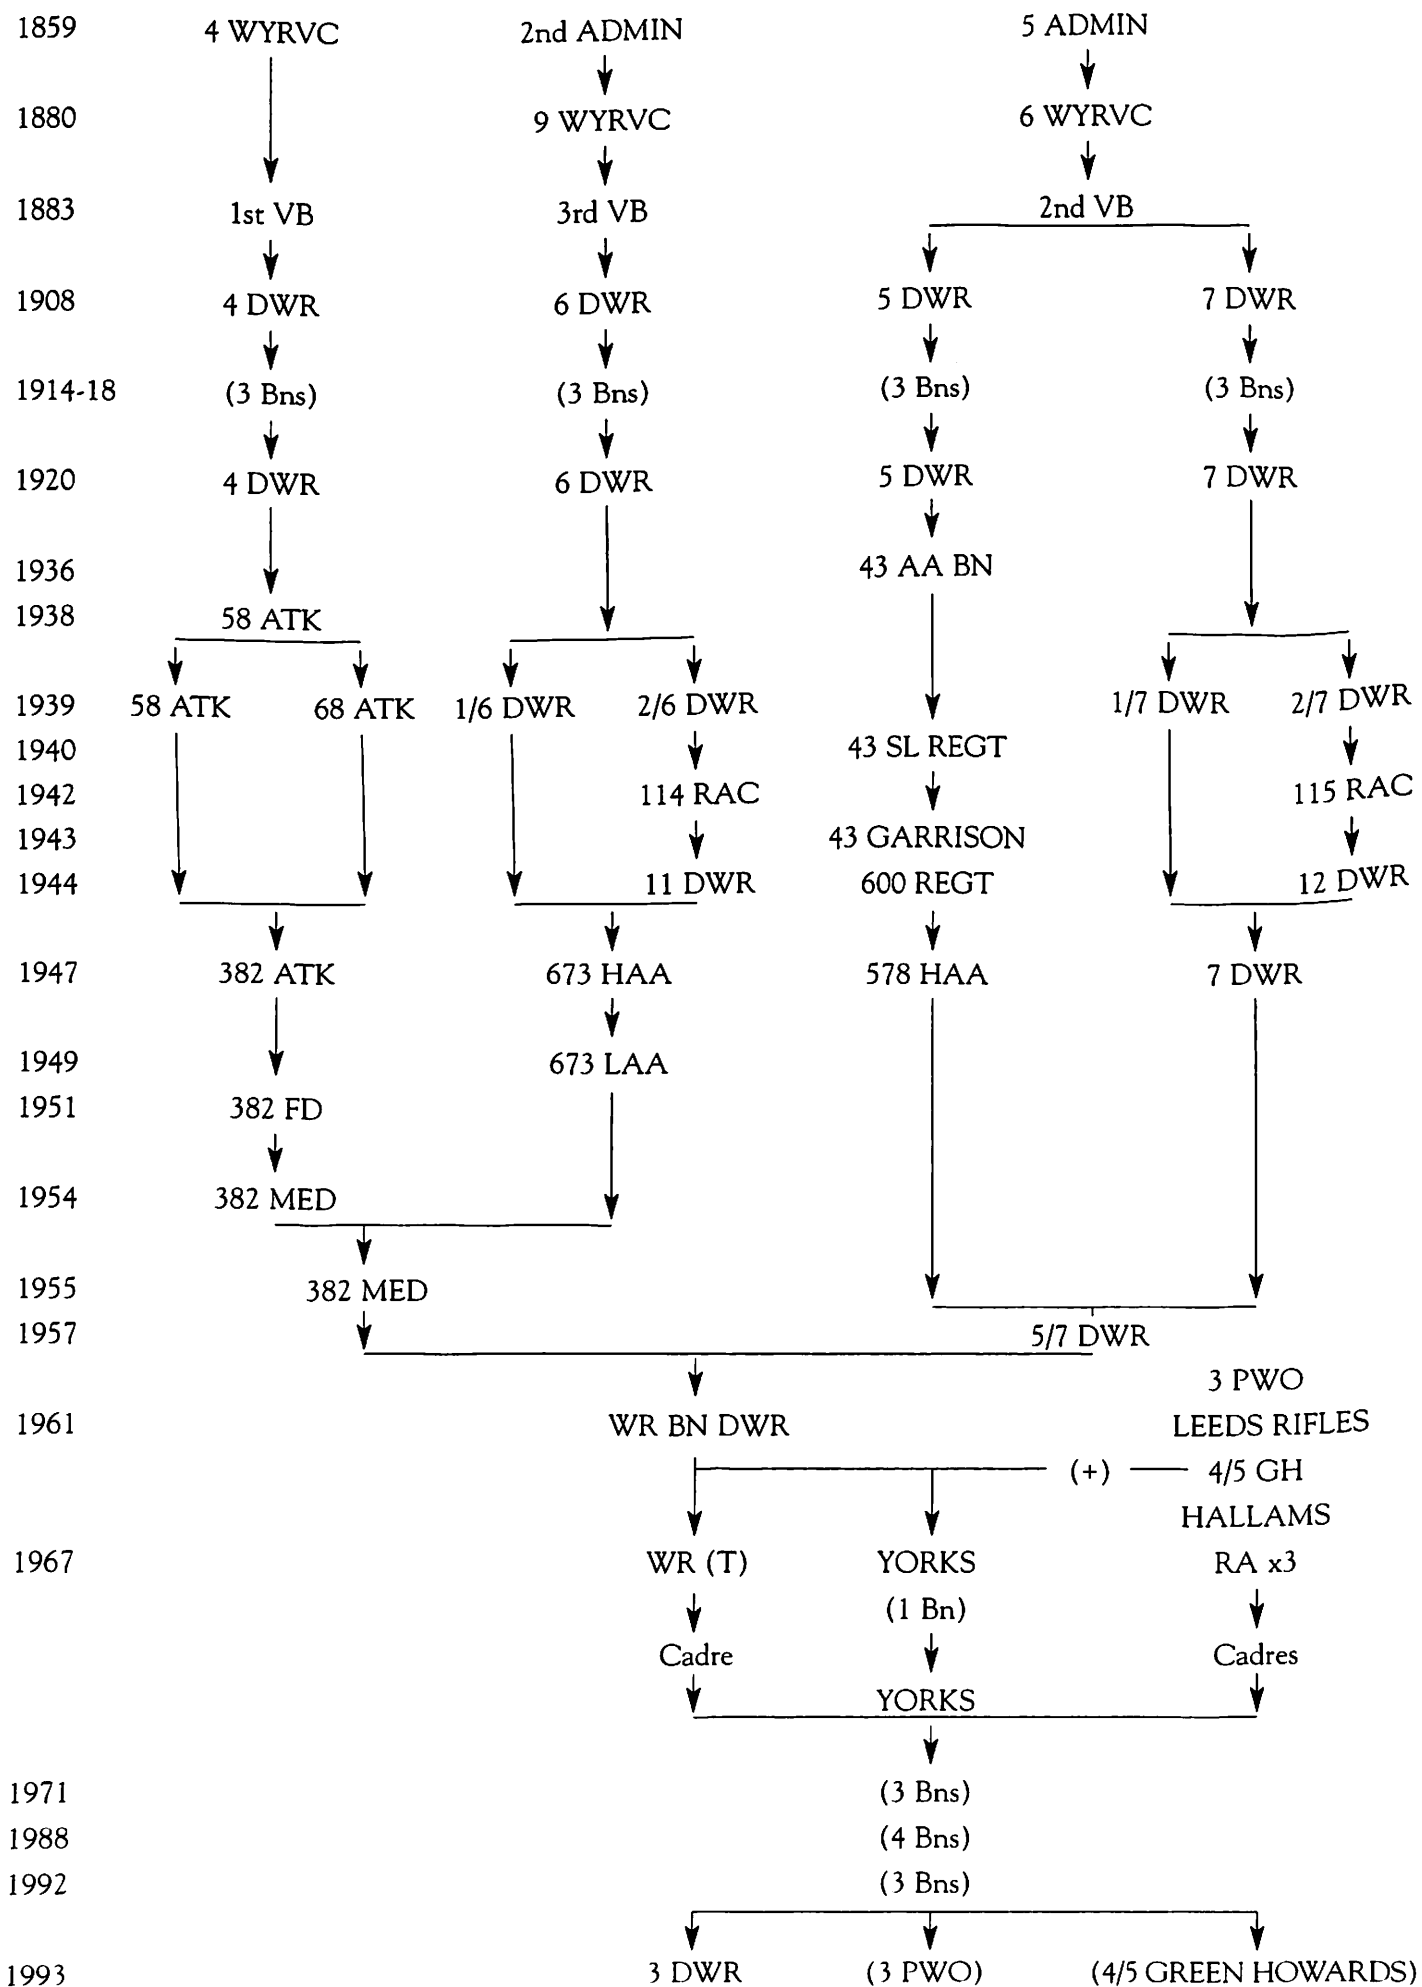 1859 4 WYRVC 2nd ADMIN 5 ADMIN
1880 9 WYRVC 6 WYRVC
1883 1st VB 3rd VB 2nd VB
1908 4 DWR 6 DWR 5 DWR 7 DWR
1914-18 (3 Bns) (3 Bns) (3 Bns) (3 Bns)
1920 4 DWR 6 DWR 5 DWR 7 DWR
1936 43 AA BN
1938 58 ATK
1939 58 ATK 68 ATK 1/6 DWR 2/6 DWR 1/7 DWR 2/7 DWR
1940 43 SL REGT
1942 114 RAC 115 RAC
1943 43 GARRISON
1944 11 DWR 600 REGT 12 DWR
1947 382 ATK 673 HAA 578 HAA 7 DWR
1949 673 LAA
1951 382 FD
1954 382 MED
1955 382 MED
1957 5/7 DWR
3 PWO
1961 WR BN DWR LEEDS RIFLES
(+) 4/5 GH
HALLAMS
1967 WR (T) YORKS RA x3
(1 Bn)
Cadre Cadres
YORKS
1971 (3 Bns)
1988 (4 Bns)
1992 (3 Bns)
1993 3 DWR (3 PWO) (4/5 GREEN HOWARDS)